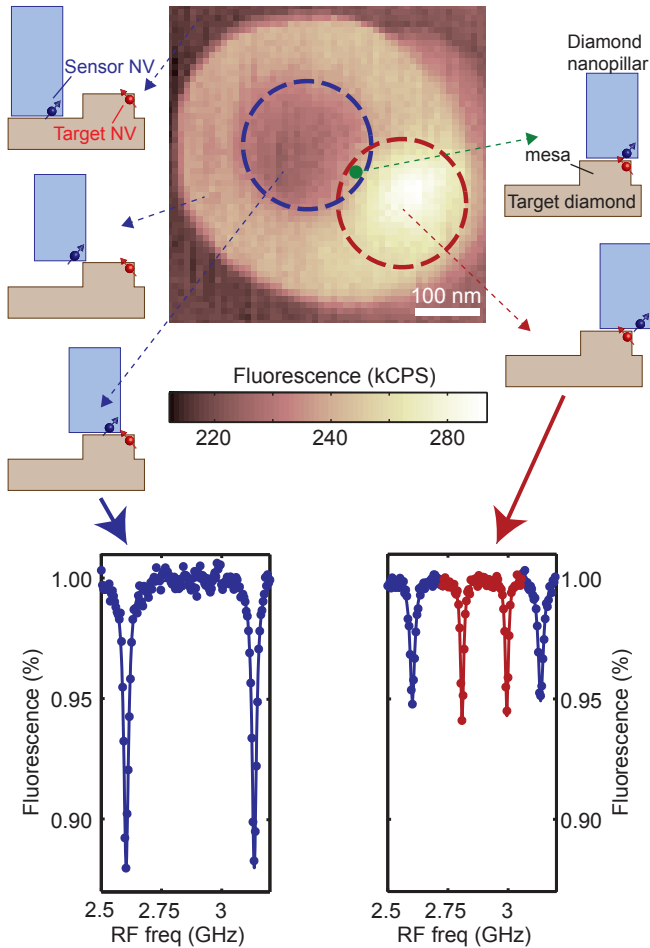 Sensor NV
Target NV
Diamond
nanopillar
mesa
Target diamond
100 nm
Fluorescence (kCPS)
220
260
280
1.00
0.95
0.90
Fluorescence (%)
2.5
2.75
3
RF freq (GHz)
1.00
0.95
0.90
Fluorescence (%)
2.5
2.75
3
RF freq (GHz)